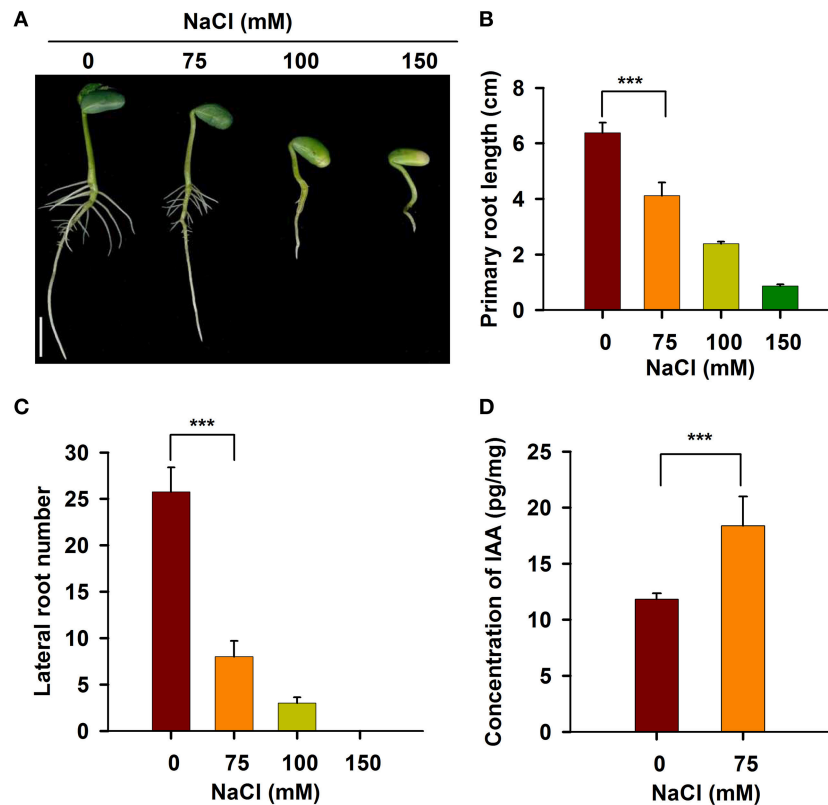 A
NaCl (mM)
0 75 100 150
B
Primary root length (cm)
8
6
4
2
0
***
0 75 100 150
NaCl (mM)
C
Lateral root number
30
25
20
15
10
5
0
***
0 75 100 150
NaCl (mM)
D
Concentration of IAA (pg/mg)
25
20
15
10
5
0
***
0 75
NaCl (mM)